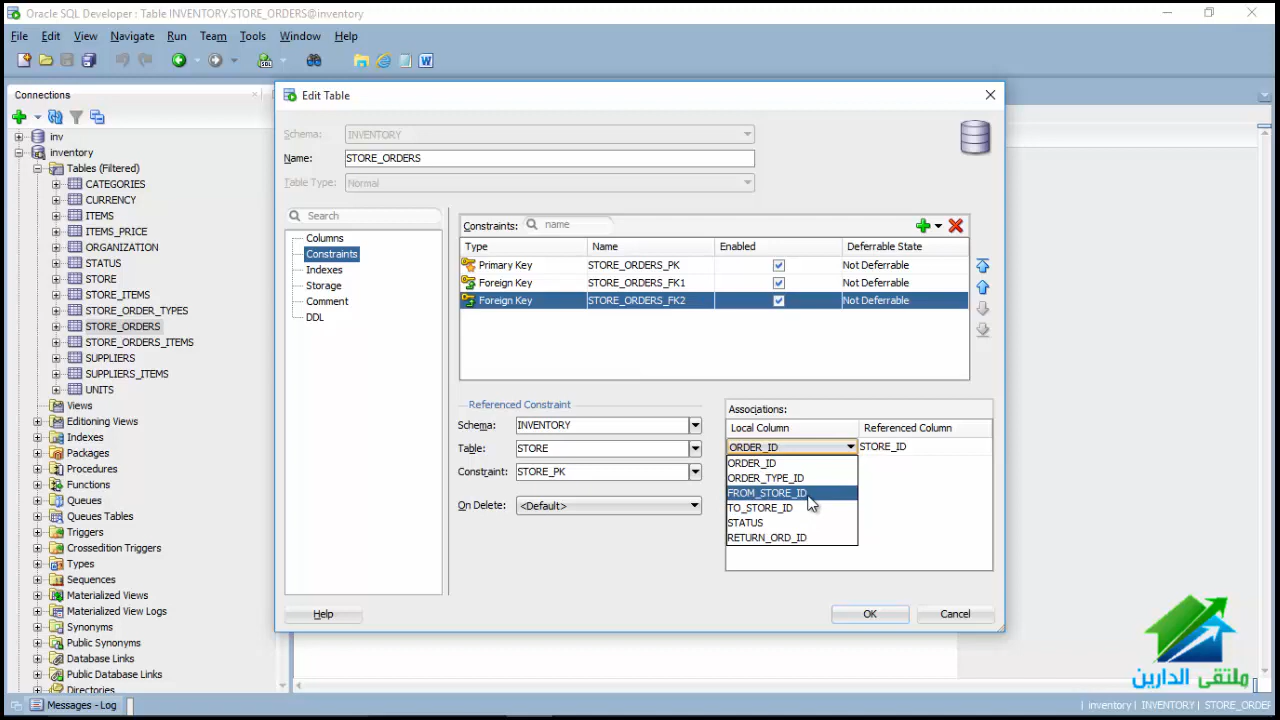 Oracle SQL Developer : Table INVENTORY.STORE_ORDERS@inventory
File Edit View Navigate Run Team Tools Window Help
Connections
inv
inventory
Tables (Filtered)
CATEGORIES
CURRENCY
ITEMS
ITEMS_PRICE
ORGANIZATION
STATUS
STORE
STORE_ITEMS
STORE_ORDER_TYPES
STORE_ORDERS
STORE_ORDERS_ITEMS
SUPPLIERS
SUPPLIERS_ITEMS
UNITS
Views
Editioning Views
Indexes
Packages
Procedures
Functions
Queues
Queues Tables
Triggers
Crossedition Triggers
Types
Sequences
Materialized Views
Materialized View Logs
Synonyms
Public Synonyms
Database Links
Public Database Links
Directories
Messages - Log
Edit Table
Schema: INVENTORY
Name: STORE_ORDERS
Table Type: Normal
Search
Columns
Constraints
Indexes
Storage
Comment
DDL
Constraints: name
Type Name Enabled Deferrable State
Primary Key STORE_ORDERS_PK Not Deferrable
Foreign Key STORE_ORDERS_FK1 Not Deferrable
Foreign Key STORE_ORDERS_FK2 Not Deferrable
Referenced Constraint
Schema: INVENTORY
Table: STORE
Constraint: STORE_PK
On Delete: <Default>
Associations:
Local Column Referenced Column
ORDER_ID STORE_ID
ORDER_ID
ORDER_TYPE_ID
FROM_STORE_ID
TO_STORE_ID
STATUS
RETURN_ORD_ID
Help OK Cancel
ملتقى الدارين
inventory | INVENTORY | STORE_ORDER